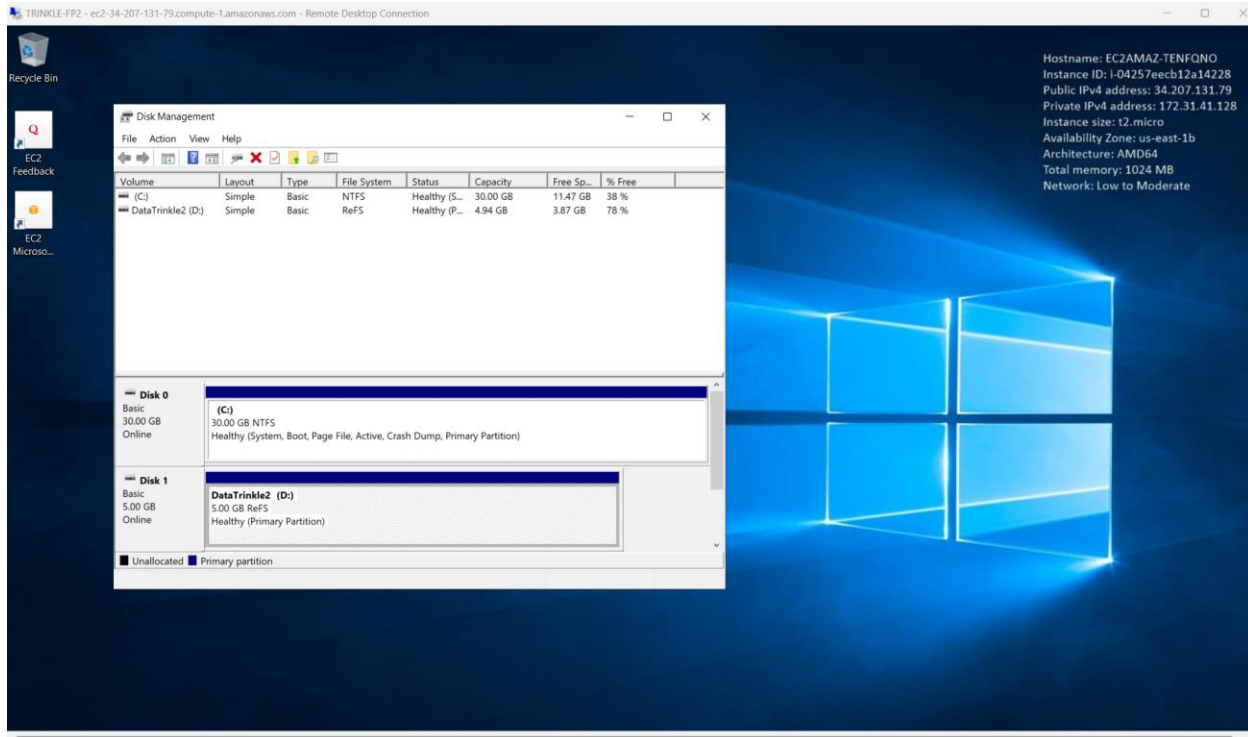 TRINKLE-FP2 - ec2-34-207-131-79.compute-1.amazonaws.com - Remote Desktop Connection
Recycle Bin
Q
EC2
Feedback
EC2
Microso...
Hostname: EC2AMAZ-TENFQNO
Instance ID: i-04257eecb12a14228
Public IPv4 address: 34.207.131.79
Private IPv4 address: 172.31.41.128
Instance size: t2.micro
Availability Zone: us-east-1b
Architecture: AMD64
Total memory: 1024 MB
Network: Low to Moderate
Disk Management
File Action View Help
Volume Layout Type File System Status Capacity Free Sp... % Free
(C:) Simple Basic NTFS Healthy (S... 30.00 GB 11.47 GB 38 %
DataTrinkle2 (D:) Simple Basic ReFS Healthy (P... 4.94 GB 3.87 GB 78 %
Disk 0
Basic
30.00 GB
Online
(C:)
30.00 GB NTFS
Healthy (System, Boot, Page File, Active, Crash Dump, Primary Partition)
Disk 1
Basic
5.00 GB
Online
DataTrinkle2 (D:)
5.00 GB ReFS
Healthy (Primary Partition)
Unallocated Primary partition